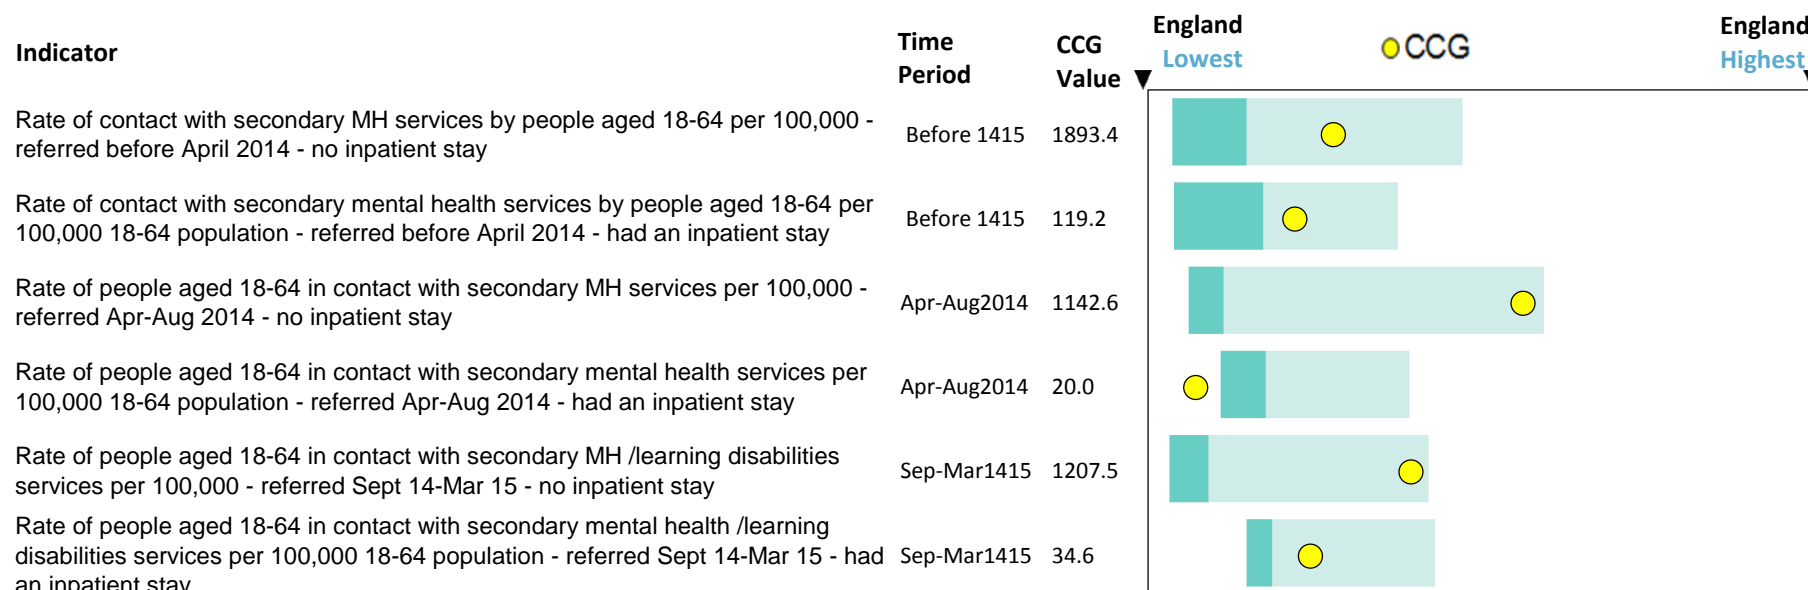 Indicator
Time Period
CCG Value
England Lowest
CCG
England Highest
Rate of contact with secondary MH services by people aged 18-64 per 100,000 -
referred before April 2014 - no inpatient stay
Before 1415 1893.4
Rate of contact with secondary mental health services by people aged 18-64 per
100,000 18-64 population - referred before April 2014 - had an inpatient stay
Before 1415 119.2
Rate of people aged 18-64 in contact with secondary MH services per 100,000 -
referred Apr-Aug 2014 - no inpatient stay
Apr-Aug2014 1142.6
Rate of people aged 18-64 in contact with secondary mental health services per
100,000 18-64 population - referred Apr-Aug 2014 - had an inpatient stay
Apr-Aug2014 20.0
Rate of people aged 18-64 in contact with secondary MH /learning disabilities
services per 100,000 - referred Sept 14-Mar 15 - no inpatient stay
Sep-Mar1415 1207.5
Rate of people aged 18-64 in contact with secondary mental health /learning
disabilities services per 100,000 18-64 population - referred Sept 14-Mar 15 - had
an inpatient stay
Sep-Mar1415 34.6